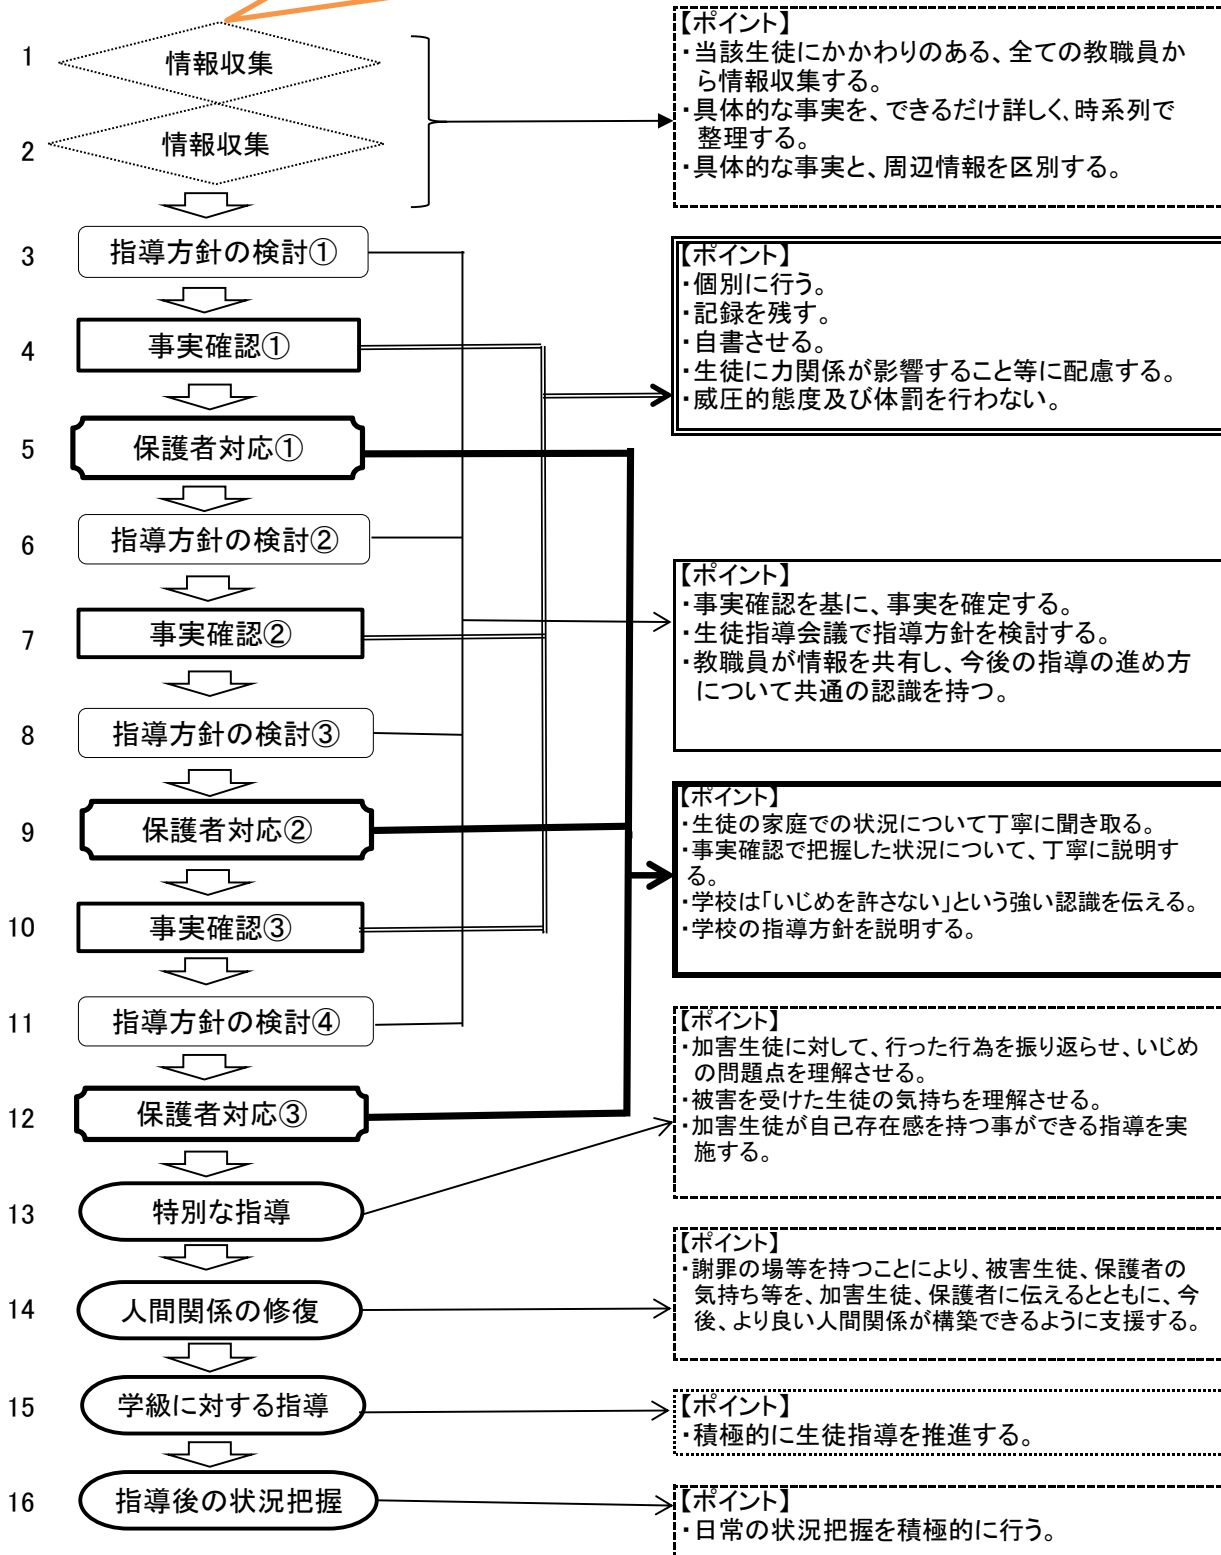 1
情報収集
2
情報収集
【ポイント】
・当該生徒にかかわりのある、全ての教職員か
ら情報収集する。
・具体的な事実を、できるだけ詳しく、時系列で
整理する。
・具体的な事実と、周辺情報を区別する。
3
指導方針の検討①
4
事実確認①
【ポイント】
・個別に行う。
・記録を残す。
・自書させる。
・生徒に力関係が影響すること等に配慮する。
・威圧的態度及び体罰を行わない。
5
保護者対応①
6
指導方針の検討②
7
事実確認②
【ポイント】
・事実確認を基に、事実を確定する。
・生徒指導会議で指導方針を検討する。
・教職員が情報を共有し、今後の指導の進め方
について共通の認識を持つ。
8
指導方針の検討③
9
保護者対応②
【ポイント】
・生徒の家庭での状況について丁寧に聞き取る。
・事実確認で把握した状況について、丁寧に説明す
る。
・学校は「いじめを許さない」という強い認識を伝える。
・学校の指導方針を説明する。
10
事実確認③
11
指導方針の検討④
12
保護者対応③
【ポイント】
・加害生徒に対して、行った行為を振り返らせ、いじめ
の問題点を理解させる。
・被害を受けた生徒の気持ちを理解させる。
・加害生徒が自己存在感を持つ事ができる指導を実
施する。
13
特別な指導
14
人間関係の修復
【ポイント】
・謝罪の場等を持つことにより、被害生徒、保護者の
気持ち等を、加害生徒、保護者に伝えるとともに、今
後、より良い人間関係が構築できるように支援する。
15
学級に対する指導
【ポイント】
・積極的に生徒指導を推進する。
16
指導後の状況把握
【ポイント】
・日常の状況把握を積極的に行う。